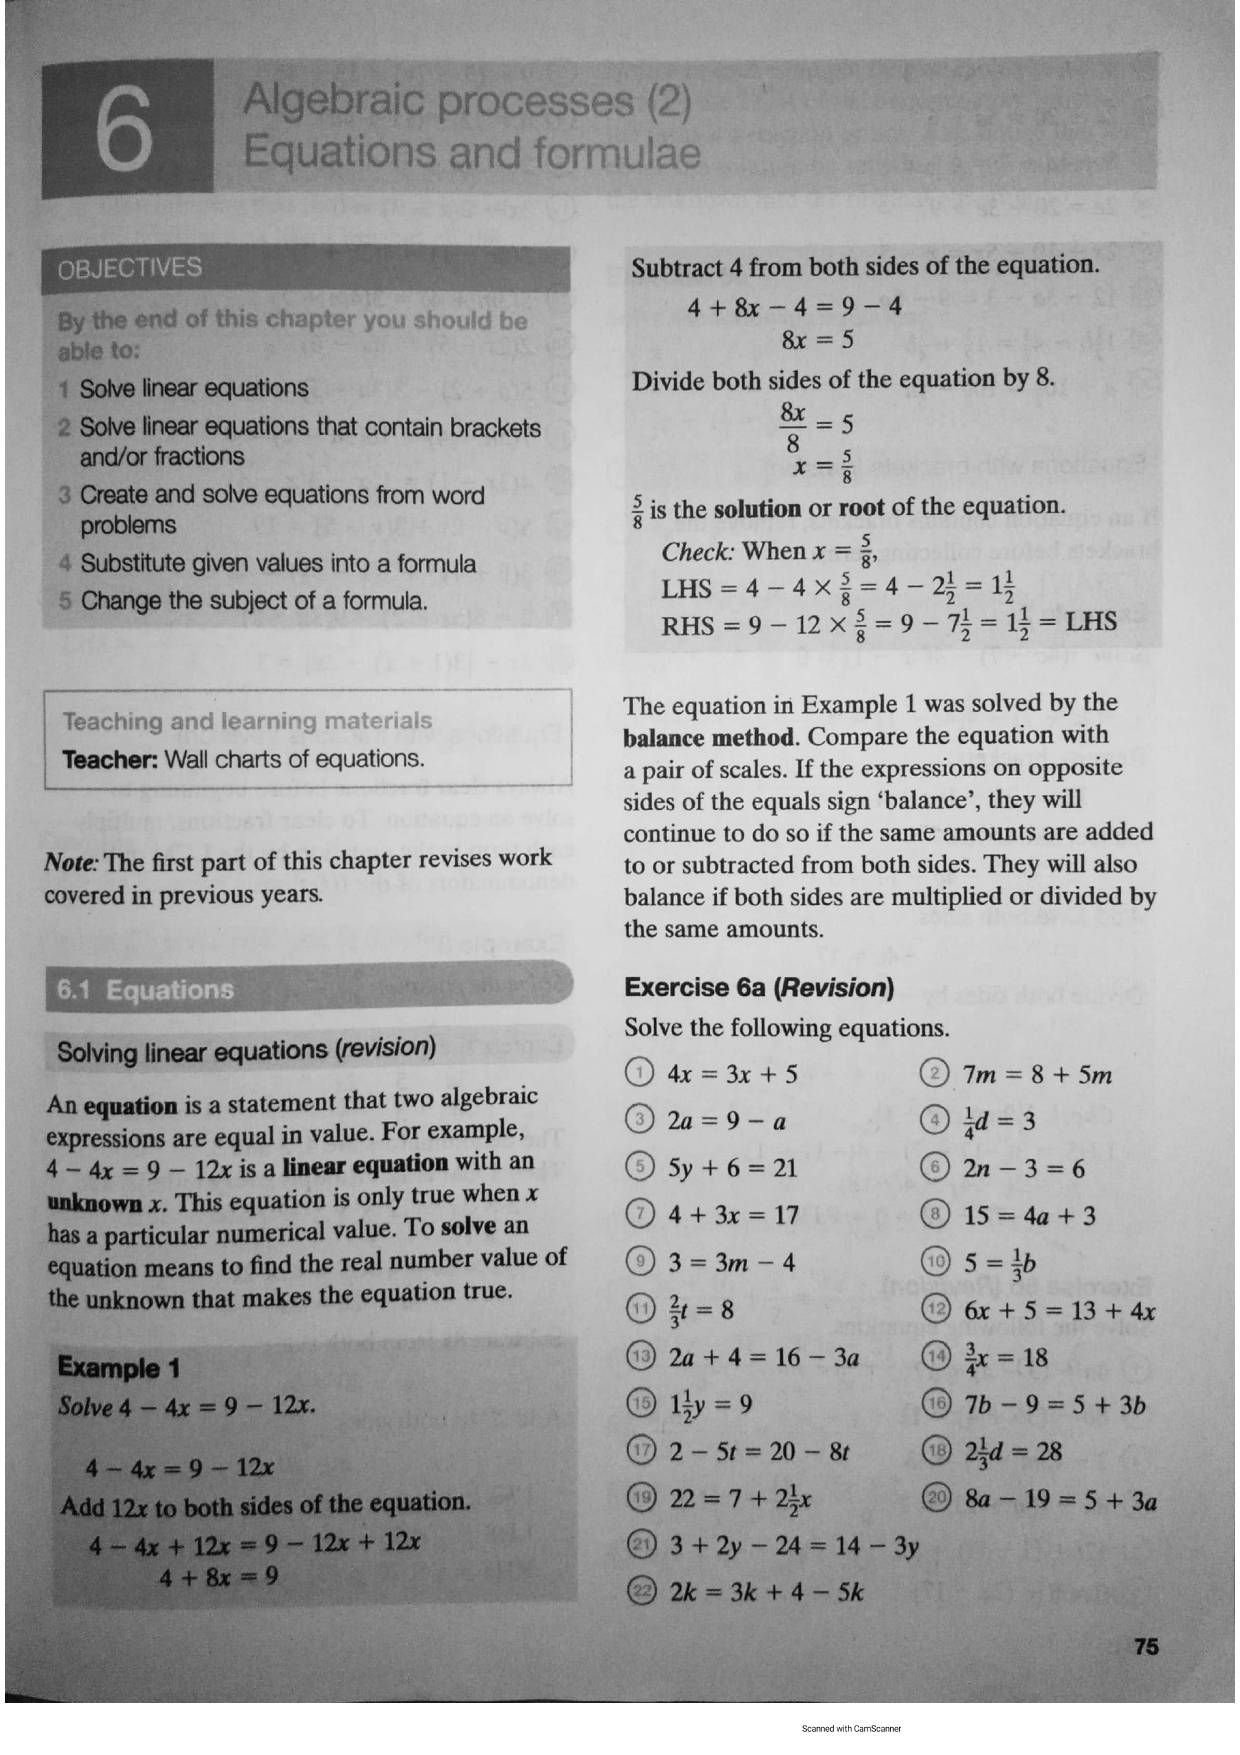 6
Algebraic processes (2)
Equations and formulae
OBJECTIVES
By the end of this chapter you should be
able to:
1 Solve linear equations
2 Solve linear equations that contain brackets
and/or fractions
3 Create and solve equations from word
problems
4 Substitute given values into a formula
5 Change the subject of a formula.
Teaching and learning materials
Teacher: Wall charts of equations.
Note: The first part of this chapter revises work
covered in previous years.
6.1 Equations
Solving linear equations (revision)
An equation is a statement that two algebraic
expressions are equal in value. For example,
4 − 4x = 9 − 12x is a linear equation with an
unknown x. This equation is only true when x
has a particular numerical value. To solve an
equation means to find the real number value of
the unknown that makes the equation true.
Example 1
Solve 4 − 4x = 9 − 12x.
4 − 4x = 9 − 12x
Add 12x to both sides of the equation.
4 − 4x + 12x = 9 − 12x + 12x
4 + 8x = 9
Subtract 4 from both sides of the equation.
4 + 8x − 4 = 9 − 4
8x = 5
Divide both sides of the equation by 8.
8x/8 = 5
x = 5/8
5/8 is the solution or root of the equation.
Check: When x = 5/8,
LHS = 4 − 4 × 5/8 = 4 − 2 1/2 = 1 1/2
RHS = 9 − 12 × 5/8 = 9 − 7 1/2 = 1 1/2 = LHS
The equation in Example 1 was solved by the
balance method. Compare the equation with
a pair of scales. If the expressions on opposite
sides of the equals sign ‘balance’, they will
continue to do so if the same amounts are added
to or subtracted from both sides. They will also
balance if both sides are multiplied or divided by
the same amounts.
Exercise 6a (Revision)
Solve the following equations.
1 4x = 3x + 5 2 7m = 8 + 5m
3 2a = 9 − a 4 1/4d = 3
5 5y + 6 = 21 6 2n − 3 = 6
7 4 + 3x = 17 8 15 = 4a + 3
9 3 = 3m − 4 10 5 = 1/3b
11 2/3t = 8 12 6x + 5 = 13 + 4x
13 2a + 4 = 16 − 3a 14 3/4x = 18
15 1 1/2y = 9 16 7b − 9 = 5 + 3b
17 2 − 5t = 20 − 8t 18 2 1/3d = 28
19 22 = 7 + 2 1/2x 20 8a − 19 = 5 + 3a
21 3 + 2y − 24 = 14 − 3y
22 2k = 3k + 4 − 5k
75
Scanned with CamScanner